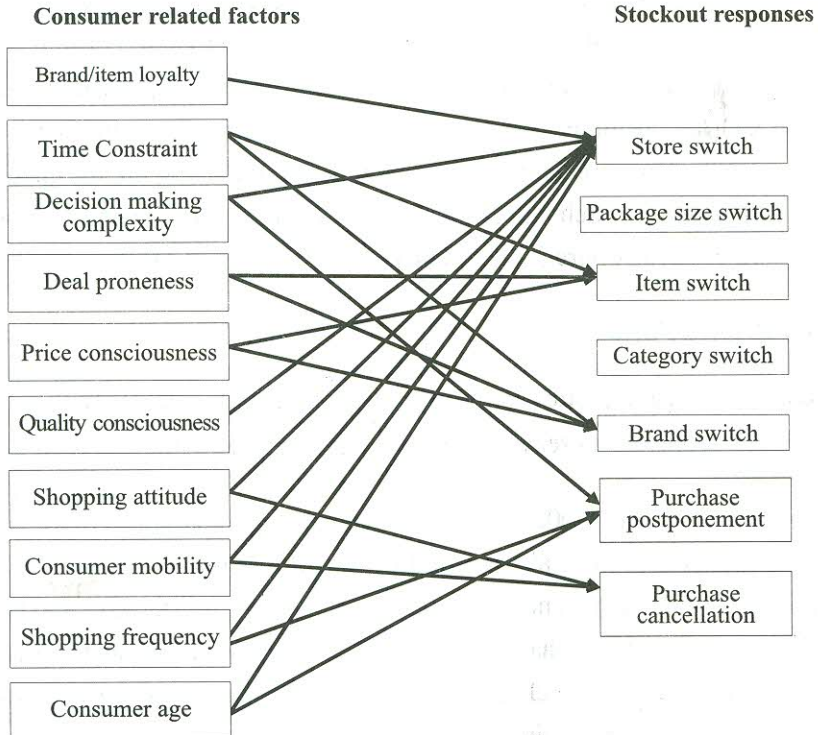 Consumer related factors
Stockout responses
Brand/item loyalty
Time Constraint
Decision making
complexity
Deal proneness
Price consciousness
Quality consciousness
Shopping attitude
Consumer mobility
Shopping frequency
Consumer age
Store switch
Package size switch
Item switch
Category switch
Brand switch
Purchase
postponement
Purchase
cancellation